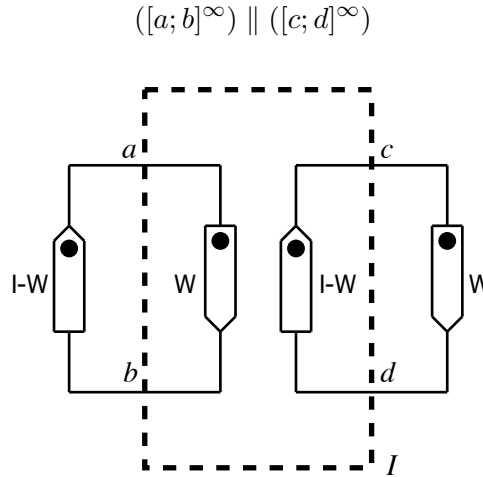 ([a; b]^∞) ∥ ([c; d]^∞)
a c
I-W W I-W W
b d
I